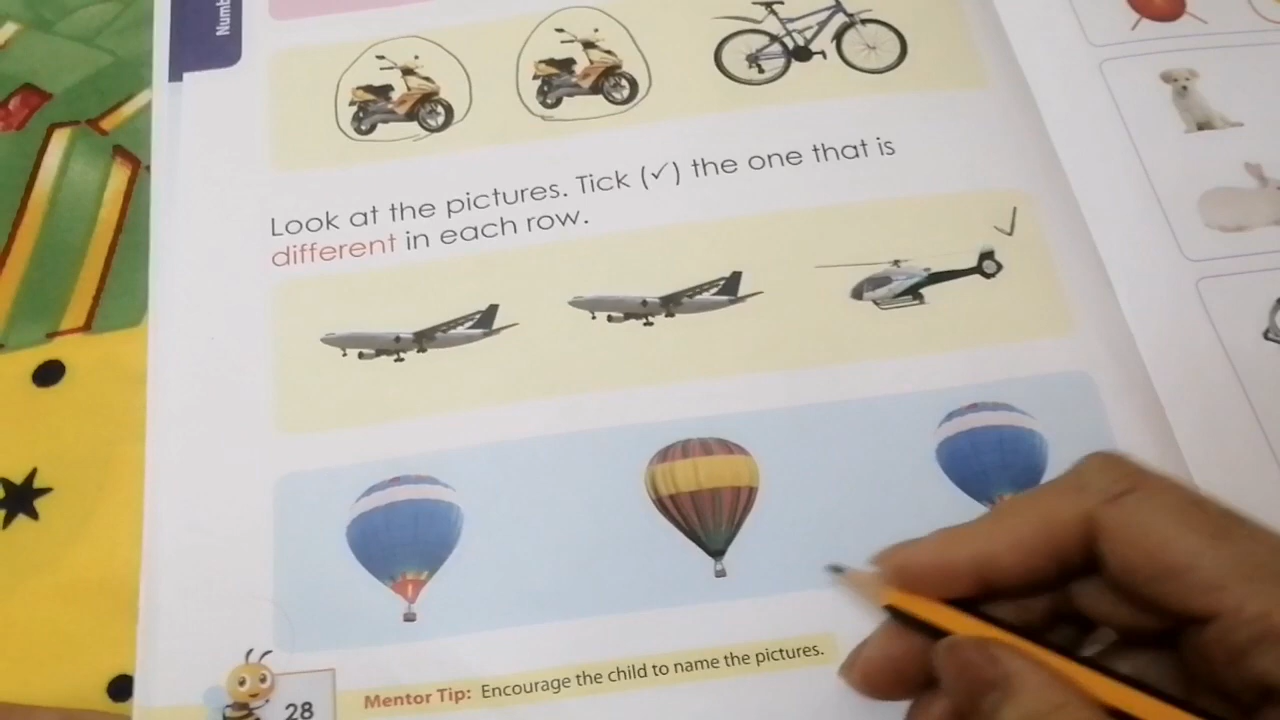 Numb
Look at the pictures. Tick (✓) the one that is
different in each row.
Mentor Tip: Encourage the child to name the pictures.
28